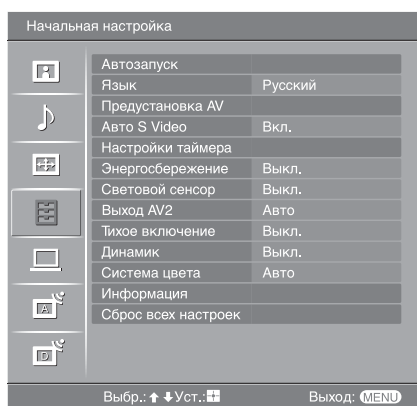 Начальная настройка
Автозапуск
Язык Русский
Предустановка AV
Авто S Video Вкл.
Настройки таймера
Энергосбережение Выкл.
Световой сенсор Выкл.
Выход AV2 Авто
Тихое включение Выкл.
Динамик Выкл.
Система цвета Авто
Информация
Сброс всех настроек
A
D
Выбр.: Уст.: Выход: MENU